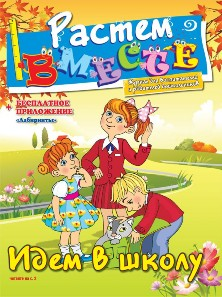 Растем
ВМЕСТЕ
БЕСПЛАТНОЕ
ПРИЛОЖЕНИЕ
«Лабиринты»
Идем в школу